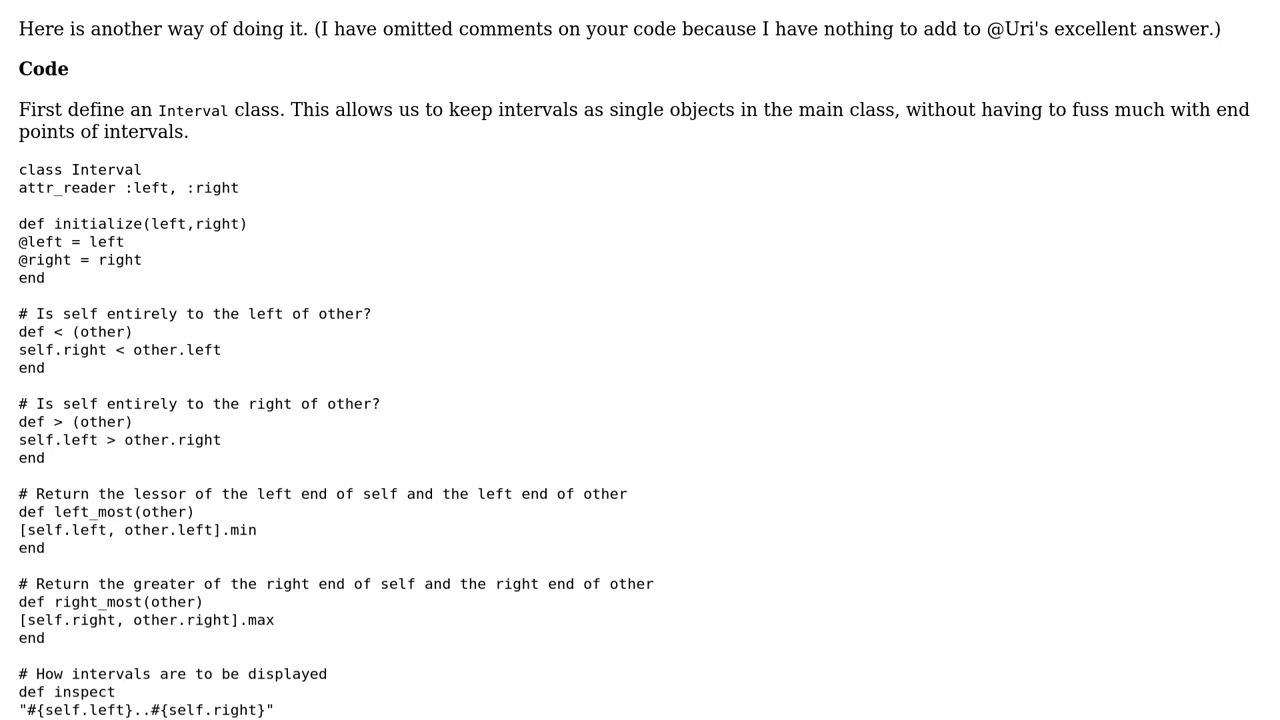 Here is another way of doing it. (I have omitted comments on your code because I have nothing to add to @Uri's excellent answer.)
Code
First define an Interval class. This allows us to keep intervals as single objects in the main class, without having to fuss much with end
points of intervals.
class Interval
attr_reader :left, :right
def initialize(left,right)
@left = left
@right = right
end
# Is self entirely to the left of other?
def < (other)
self.right < other.left
end
# Is self entirely to the right of other?
def > (other)
self.left > other.right
end
# Return the lessor of the left end of self and the left end of other
def left_most(other)
[self.left, other.left].min
end
# Return the greater of the right end of self and the right end of other
def right_most(other)
[self.right, other.right].max
end
# How intervals are to be displayed
def inspect
"#{self.left}..#{self.right}"